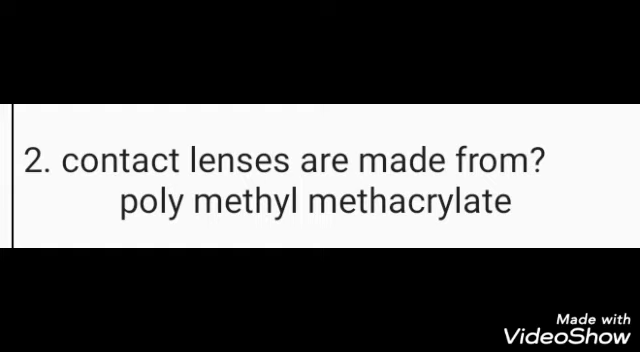 2. contact lenses are made from?
poly methyl methacrylate
Made with
VideoShow